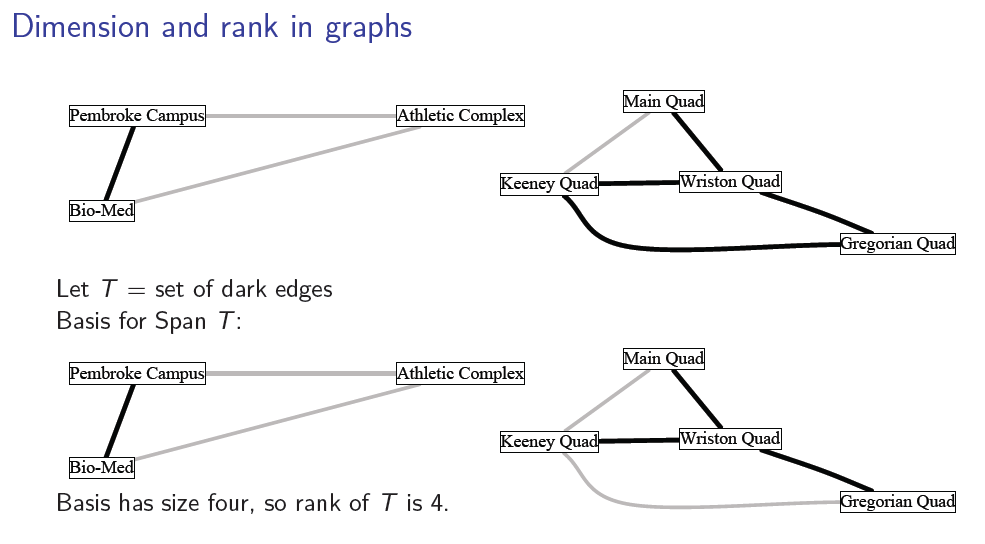 Dimension and rank in graphs
Main Quad
Pembroke Campus
Athletic Complex
Keeney Quad
Wriston Quad
Bio-Med
Gregorian Quad
Let T = set of dark edges
Basis for Span T:
Main Quad
Pembroke Campus
Athletic Complex
Keeney Quad
Wriston Quad
Bio-Med
Gregorian Quad
Basis has size four, so rank of T is 4.